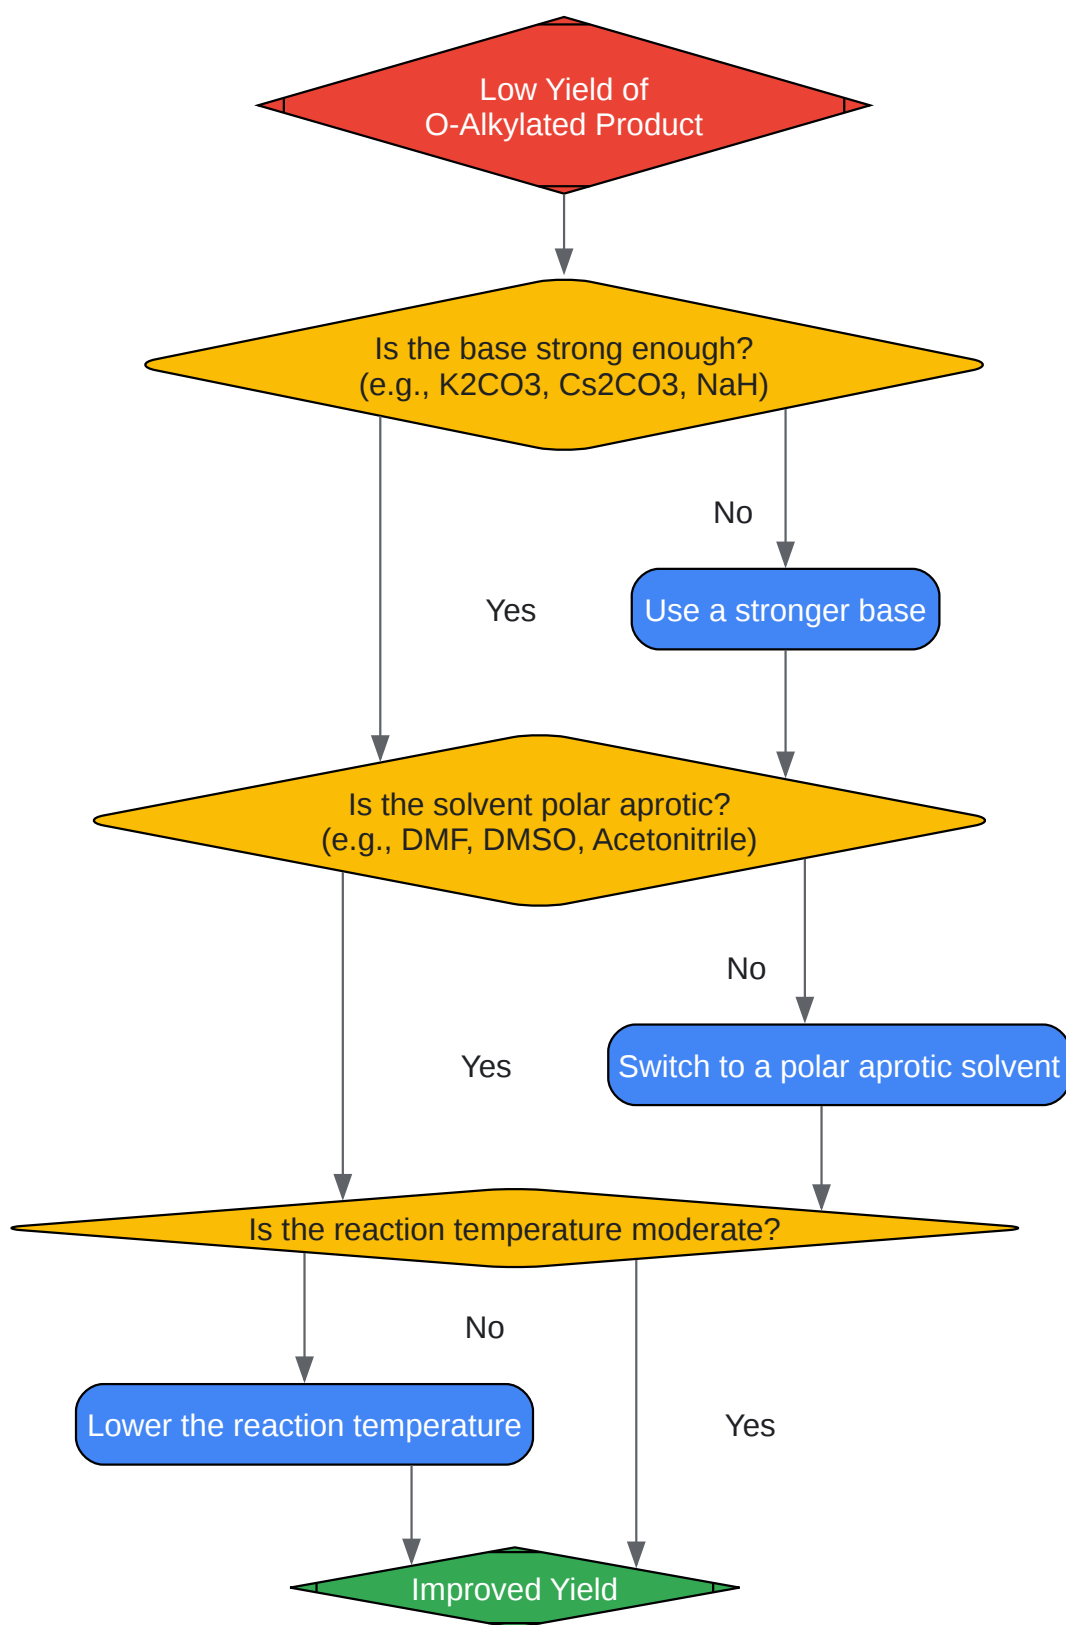 Low Yield of
O-Alkylated Product
Is the base strong enough?
(e.g., K2CO3, Cs2CO3, NaH)
No
Yes
Use a stronger base
Is the solvent polar aprotic?
(e.g., DMF, DMSO, Acetonitrile)
No
Yes
Switch to a polar aprotic solvent
Is the reaction temperature moderate?
No
Lower the reaction temperature
Yes
Improved Yield